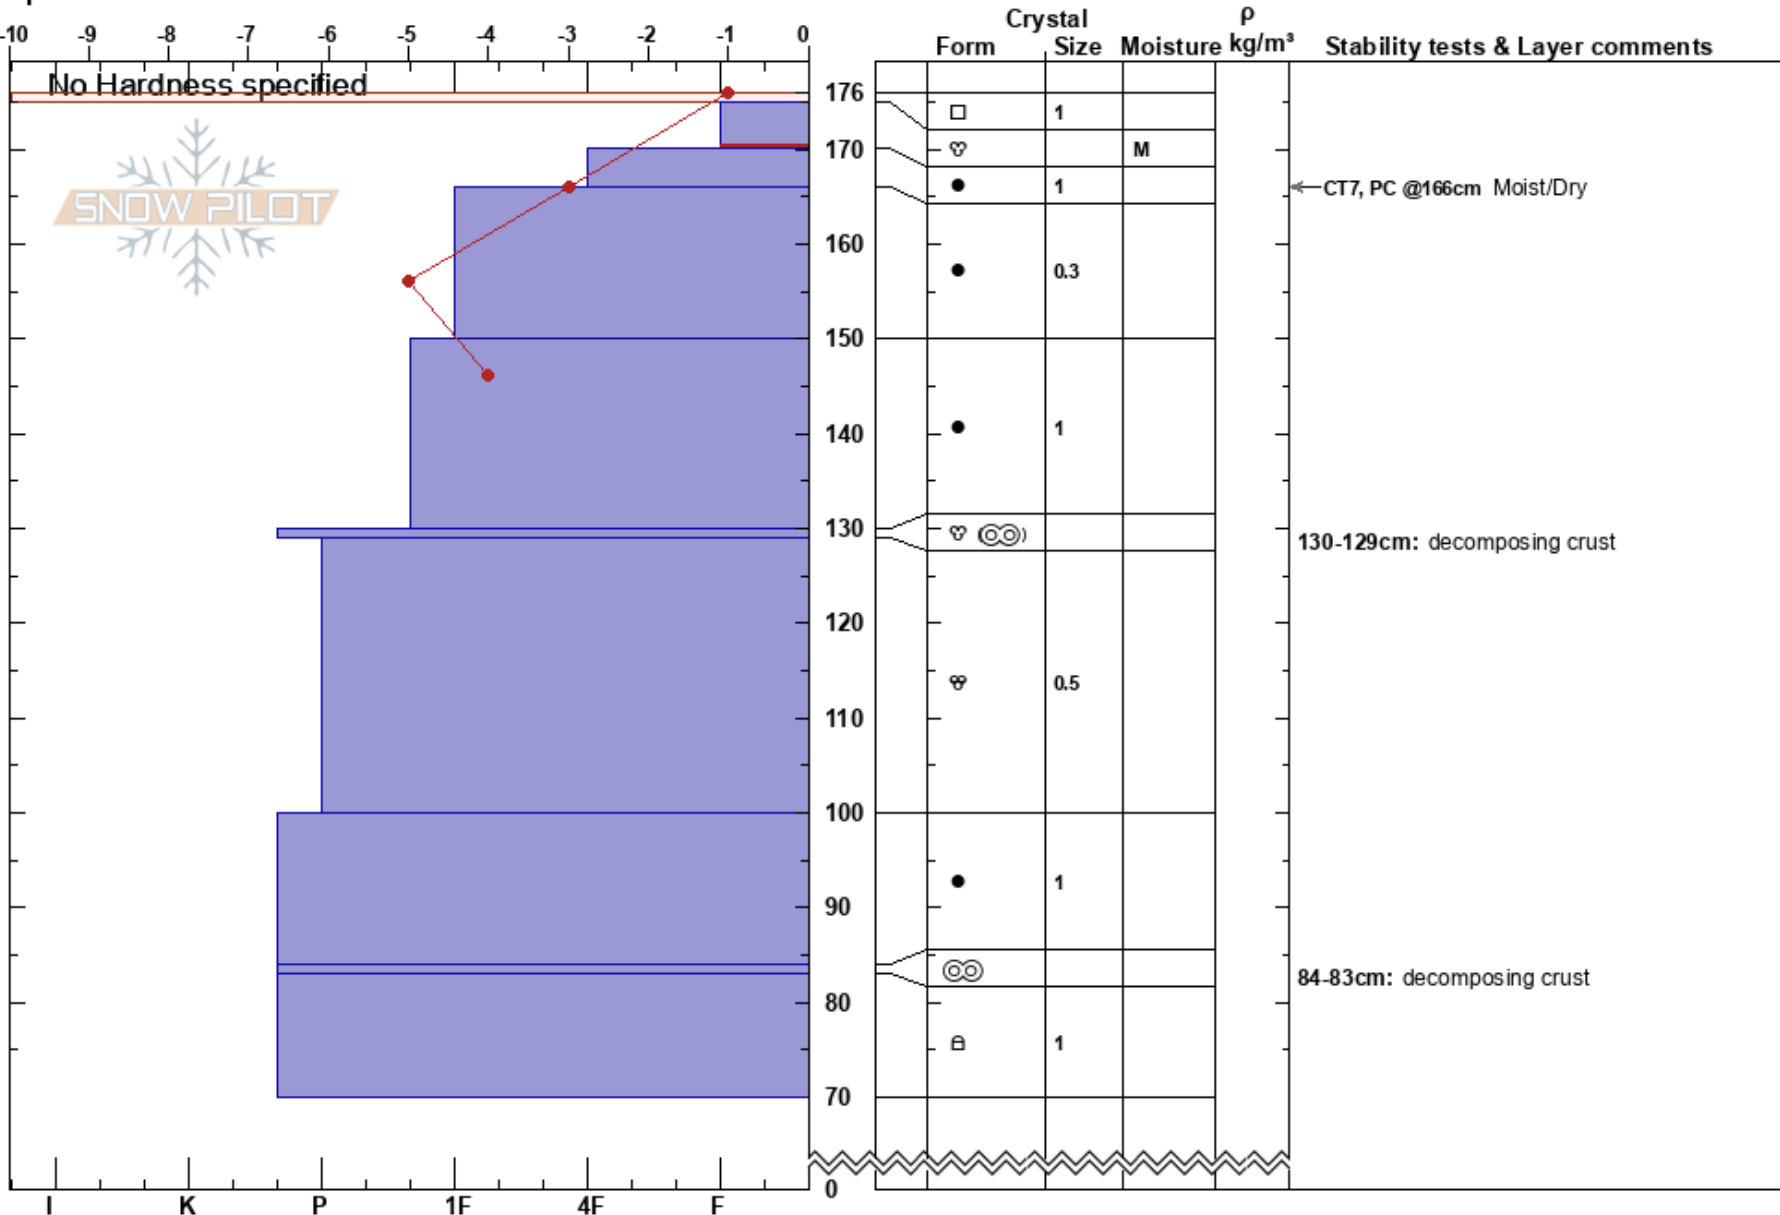 Crystal ρ
-10 -9 -8 -7 -6 -5 -4 -3 -2 -1 0 Form Size Moisture kg/m³ Stability tests & Layer comments
No Hardness specified
176
1
170 M
1 CT7, PC @166cm Moist/Dry
SNOW PILOT
160
0.3
150
140 1
130
130-129cm: decomposing crust
120
0.5
110
100
1
90
84-83cm: decomposing crust
80
1
70
0
I K P 1F 4F F